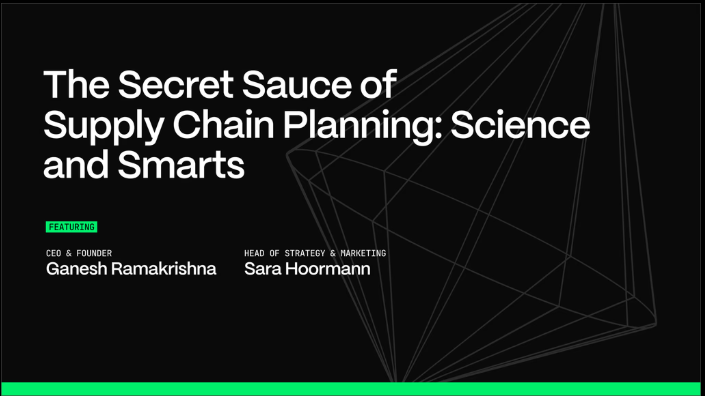 The Secret Sauce of
Supply Chain Planning: Science
and Smarts
FEATURING
CEO & FOUNDER
Ganesh Ramakrishna
HEAD OF STRATEGY & MARKETING
Sara Hoormann